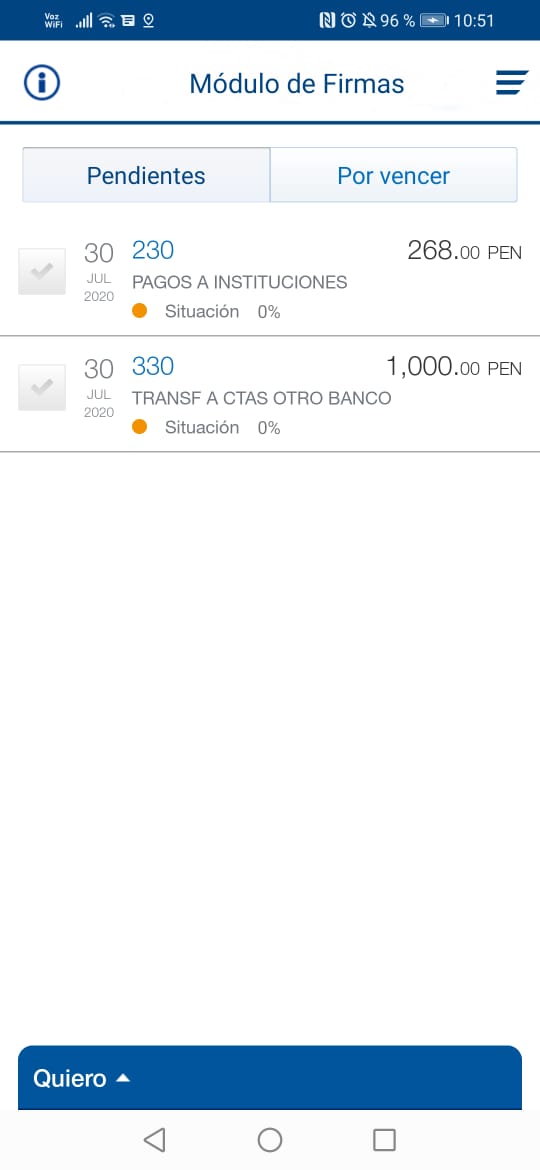 Voz WiFi 96 % 10:51
Módulo de Firmas
Pendientes Por vencer
30 JUL 2020
230 268.00 PEN
PAGOS A INSTITUCIONES
Situación 0%
30 JUL 2020
330 1,000.00 PEN
TRANSF A CTAS OTRO BANCO
Situación 0%
Quiero